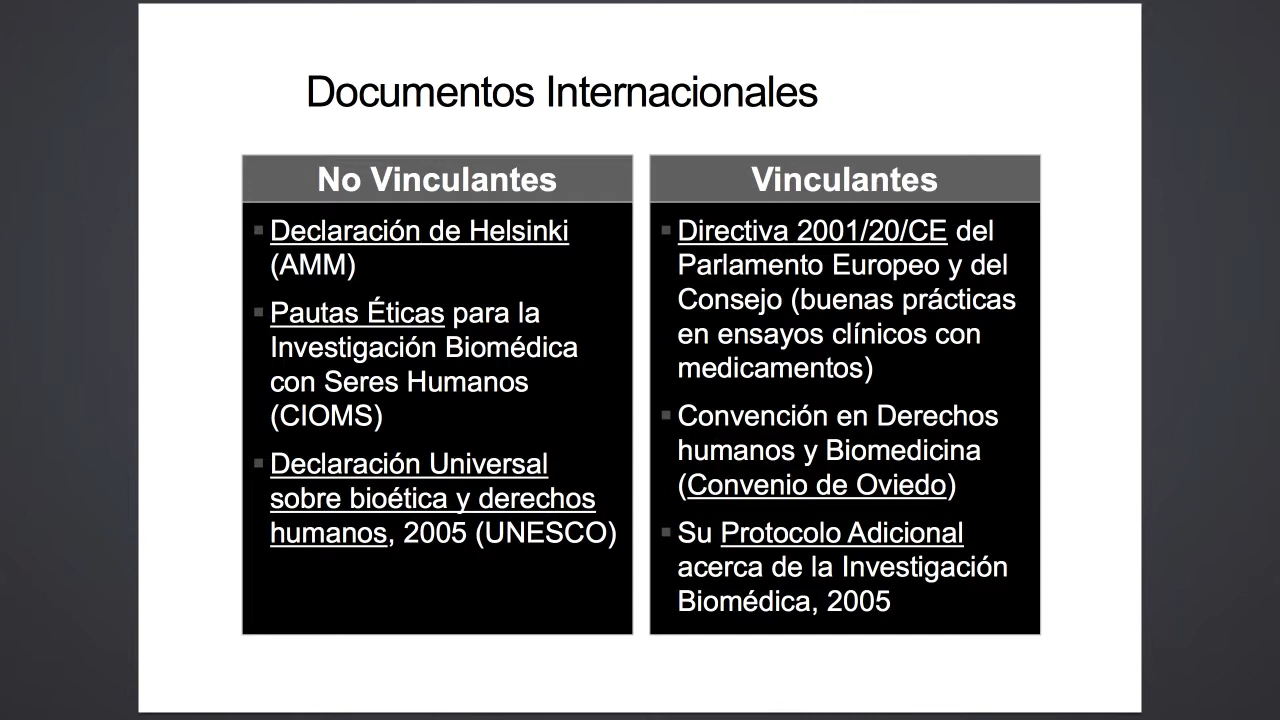 Documentos Internacionales
No Vinculantes
Declaración de Helsinki
(AMM)
Pautas Éticas para la
Investigación Biomédica
con Seres Humanos
(CIOMS)
Declaración Universal
sobre bioética y derechos
humanos, 2005 (UNESCO)
Vinculantes
Directiva 2001/20/CE del
Parlamento Europeo y del
Consejo (buenas prácticas
en ensayos clínicos con
medicamentos)
Convención en Derechos
humanos y Biomedicina
(Convenio de Oviedo)
Su Protocolo Adicional
acerca de la Investigación
Biomédica, 2005